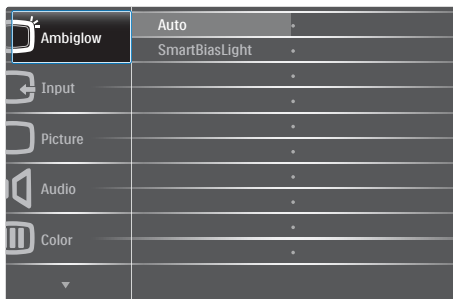 Ambiglow
Auto
SmartBiasLight
Input
Picture
Audio
Color